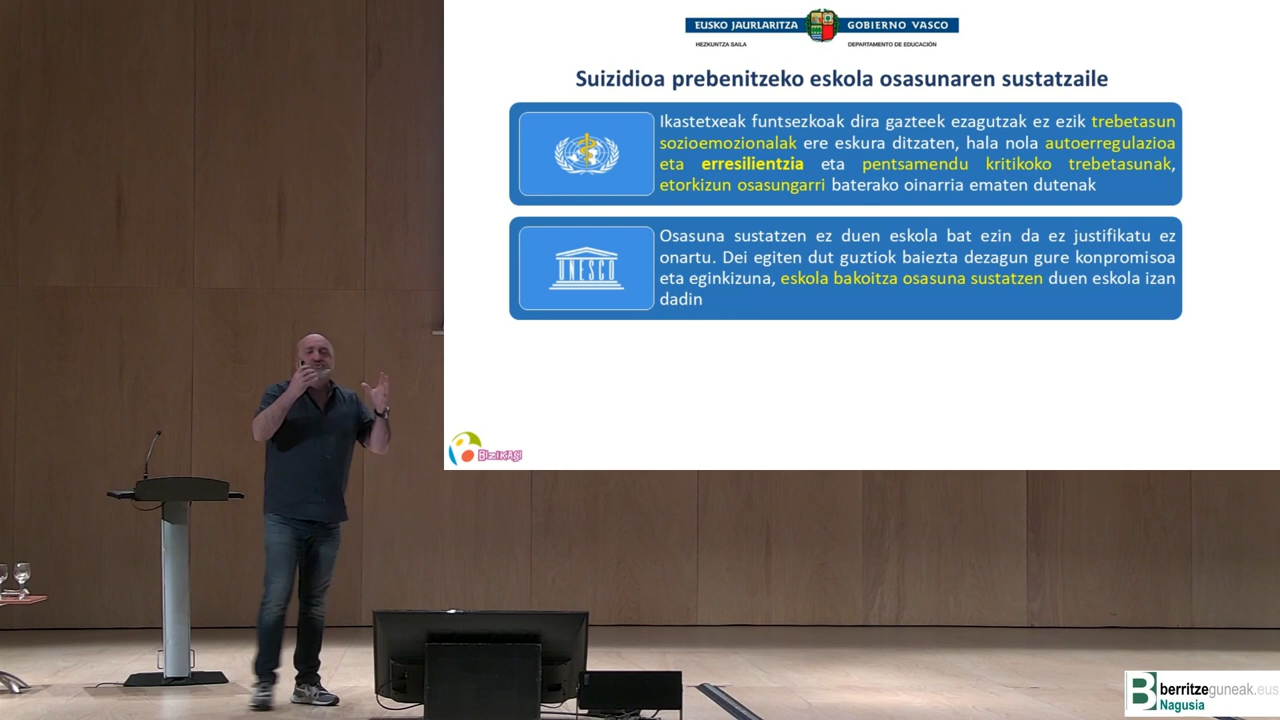 EUSKO JAURLARITZA
GOBIERNO VASCO
HEZKUNTZA SAILA
DEPARTAMENTO DE EDUCACIÓN
Suizidioa prebenitzeko eskola osasunaren sustatzaile
Ikastetxeak funtsezkoak dira gazteek ezagutzak ez ezik trebetasun
sozioemozionalak ere eskura ditzaten, hala nola autoerregulazioa
eta erresilientzia eta pentsamendu kritikoko trebetasunak,
etorkizun osasungarri baterako oinarria ematen dutenak
UNESCO
Osasuna sustatzen ez duen eskola bat ezin da ez justifikatu ez
onartu. Dei egiten dut guztiok baiezta dezagun gure konpromisoa
eta eginkizuna, eskola bakoitza osasuna sustatzen duen eskola izan
dadin
BIZIKASI
B berritzeguneak.eus
Nagusia